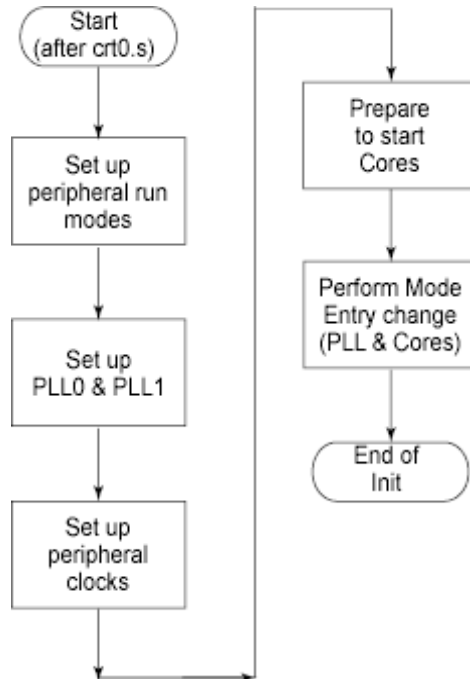 Start
(after crt0.s)
Set up
peripheral run
modes
Set up
PLL0 & PLL1
Set up
peripheral
clocks
Prepare
to start
Cores
Perform Mode
Entry change
(PLL & Cores)
End of
Init